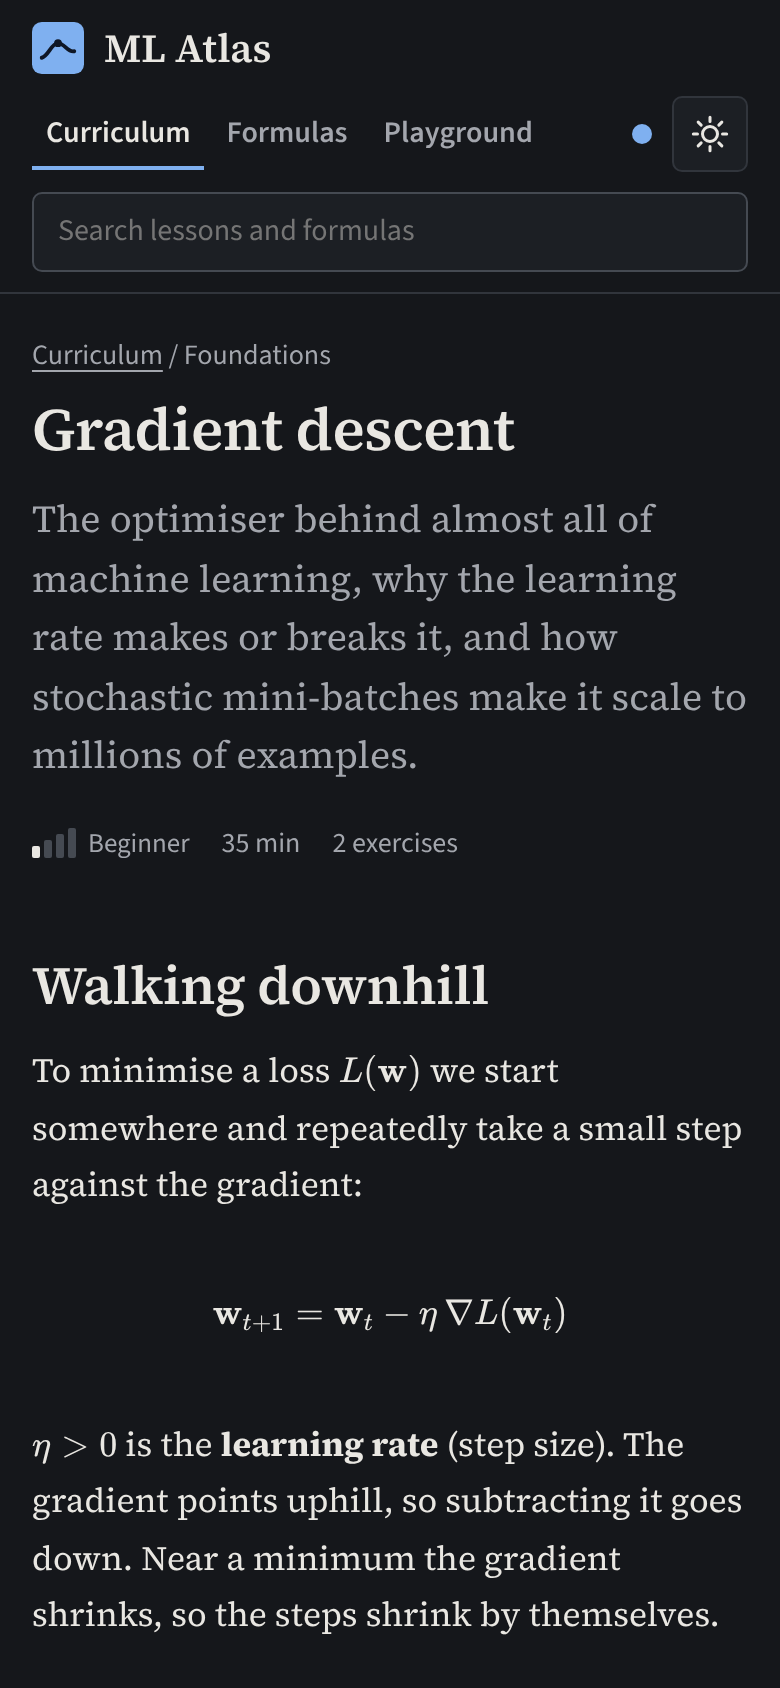 ML Atlas
Curriculum Formulas Playground
Search lessons and formulas
Curriculum / Foundations
Gradient descent
The optimiser behind almost all of
machine learning, why the learning
rate makes or breaks it, and how
stochastic mini-batches make it scale to
millions of examples.
Beginner 35 min 2 exercises
Walking downhill
To minimise a loss L(𝐰) we start
somewhere and repeatedly take a small step
against the gradient:
𝐰ₜ₊₁ = 𝐰ₜ − η ∇L(𝐰ₜ)
η > 0 is the learning rate (step size). The
gradient points uphill, so subtracting it goes
down. Near a minimum the gradient
shrinks, so the steps shrink by themselves.